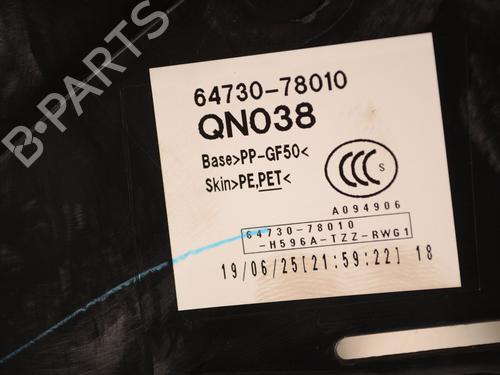 B-PARTS
64730-78010
QN038
Base>PP-GF50<
Skin>PE,PET<
CCC S
A094906
64730-78010
-H596A-TZZ-RWG1
19/06/25[21:59:22] 18